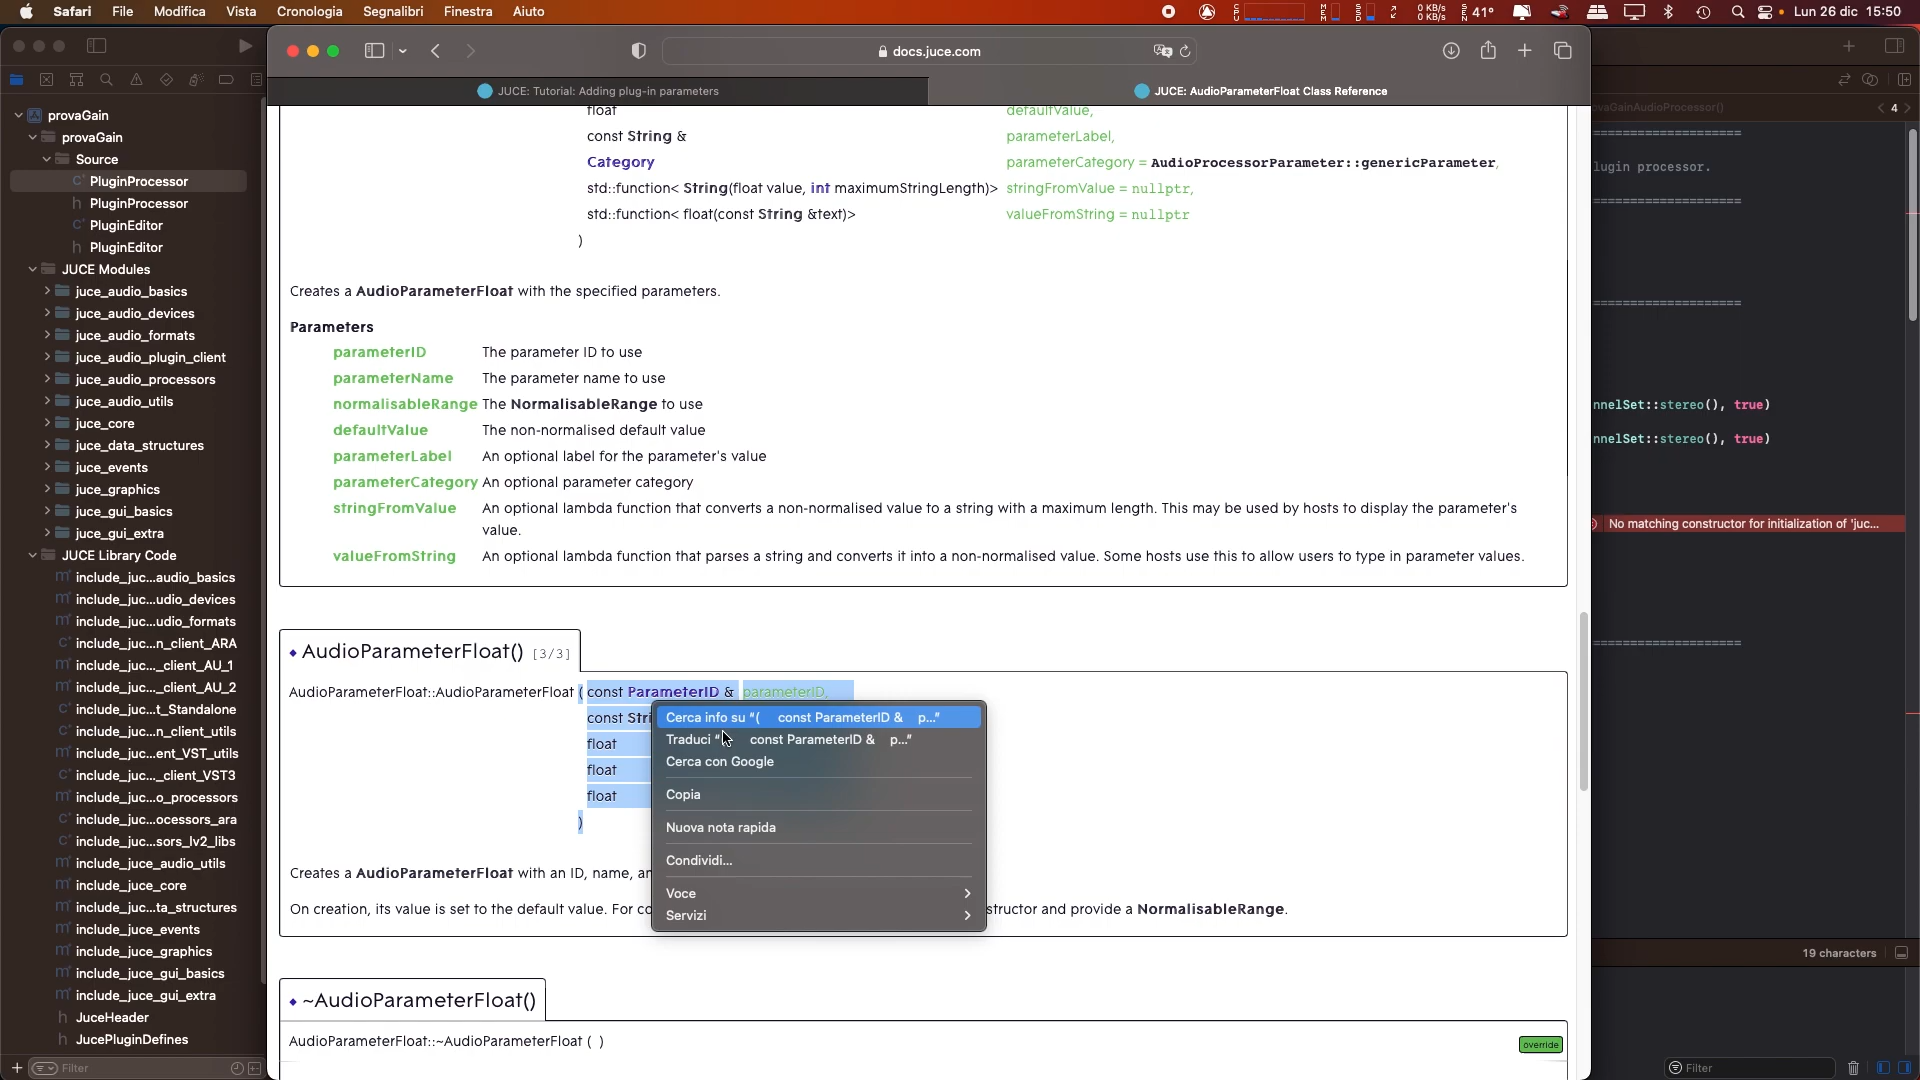 Safari File Modifica Vista Cronologia Segnalibri Finestra Aiuto
0 KB/s
0 KB/s
41°
Lun 26 dic 15:50
docs.juce.com
JUCE: Tutorial: Adding plug-in parameters
JUCE: AudioParameterFloat Class Reference
provaGain
provaGain
Source
PluginProcessor
PluginProcessor
PluginEditor
PluginEditor
JUCE Modules
juce_audio_basics
juce_audio_devices
juce_audio_formats
juce_audio_plugin_client
juce_audio_processors
juce_audio_utils
juce_core
juce_data_structures
juce_events
juce_graphics
juce_gui_basics
juce_gui_extra
JUCE Library Code
include_juc...audio_basics
include_juc...udio_devices
include_juc...udio_formats
include_juc...n_client_ARA
include_juc..._client_AU_1
include_juc..._client_AU_2
include_juc...t_Standalone
include_juc...n_client_utils
include_juc...ent_VST_utils
include_juc..._client_VST3
include_juc...o_processors
include_juc...ocessors_ara
include_juc...sors_lv2_libs
include_juce_audio_utils
include_juce_core
include_juc...ta_structures
include_juce_events
include_juce_graphics
include_juce_gui_basics
include_juce_gui_extra
JuceHeader
JucePluginDefines
Filter
float defaultValue,
const String & parameterLabel,
Category parameterCategory = AudioProcessorParameter::genericParameter,
std::function< String(float value, int maximumStringLength)> stringFromValue = nullptr,
std::function< float(const String &text)> valueFromString = nullptr
)
Creates a AudioParameterFloat with the specified parameters.
Parameters
parameterID The parameter ID to use
parameterName The parameter name to use
normalisableRange The NormalisableRange to use
defaultValue The non-normalised default value
parameterLabel An optional label for the parameter's value
parameterCategory An optional parameter category
stringFromValue An optional lambda function that converts a non-normalised value to a string with a maximum length. This may be used by hosts to display the parameter's
value.
valueFromString An optional lambda function that parses a string and converts it into a non-normalised value. Some hosts use this to allow users to type in parameter values.
AudioParameterFloat() [3/3]
AudioParameterFloat::AudioParameterFloat ( const ParameterID & parameterID,
const Stri
float
float
float
)
Cerca info su "( const ParameterID & p..."
Traduci " const ParameterID & p..."
Cerca con Google
Copia
Nuova nota rapida
Condividi...
Voce
Servizi
Creates a AudioParameterFloat with an ID, name, an
On creation, its value is set to the default value. For co structor and provide a NormalisableRange.
~AudioParameterFloat()
AudioParameterFloat::~AudioParameterFloat ( )
override
vaGainAudioProcessor()
4
lugin processor.
nnelSet::stereo(), true)
nnelSet::stereo(), true)
No matching constructor for initialization of 'juc...
19 characters
Filter